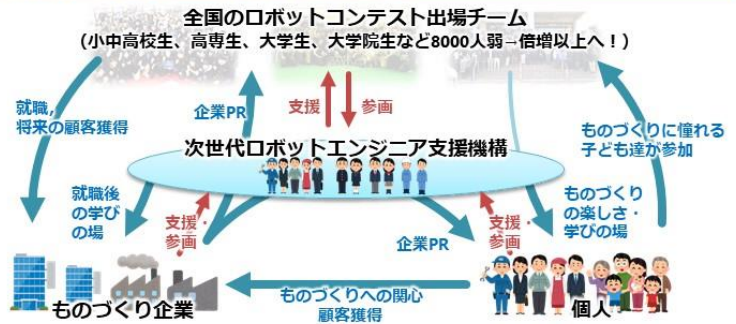 全国のロボットコンテスト出場チーム
(小中高校生、高専生、大学生、大学院生など8000人弱→倍増以上へ！)
就職,
将来の顧客獲得
企業PR
支援
参画
ものづくりに憧れる
子ども達が参加
次世代ロボットエンジニア支援機構
就職後
の学び
の場
支援・
参画
企業PR
支援・
参画
ものづくり
の楽しさ・
学びの場
ものづくり企業
ものづくりへの関心
顧客獲得
個人